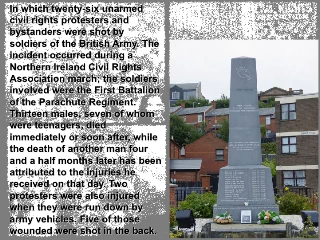 In which twenty-six unarmed
civil rights protesters and
bystanders were shot by
soldiers of the British Army. The
incident occurred during a
Northern Ireland Civil Rights
Association march, the soldiers
involved were the First Battalion
of the Parachute Regiment.
Thirteen males, seven of whom
were teenagers, died
immediately or soon after, while
the death of another man four
and a half months later has been
attributed to the injuries he
received on that day. Two
protesters were also injured
when they were run down by
army vehicles. Five of those
wounded were shot in the back.